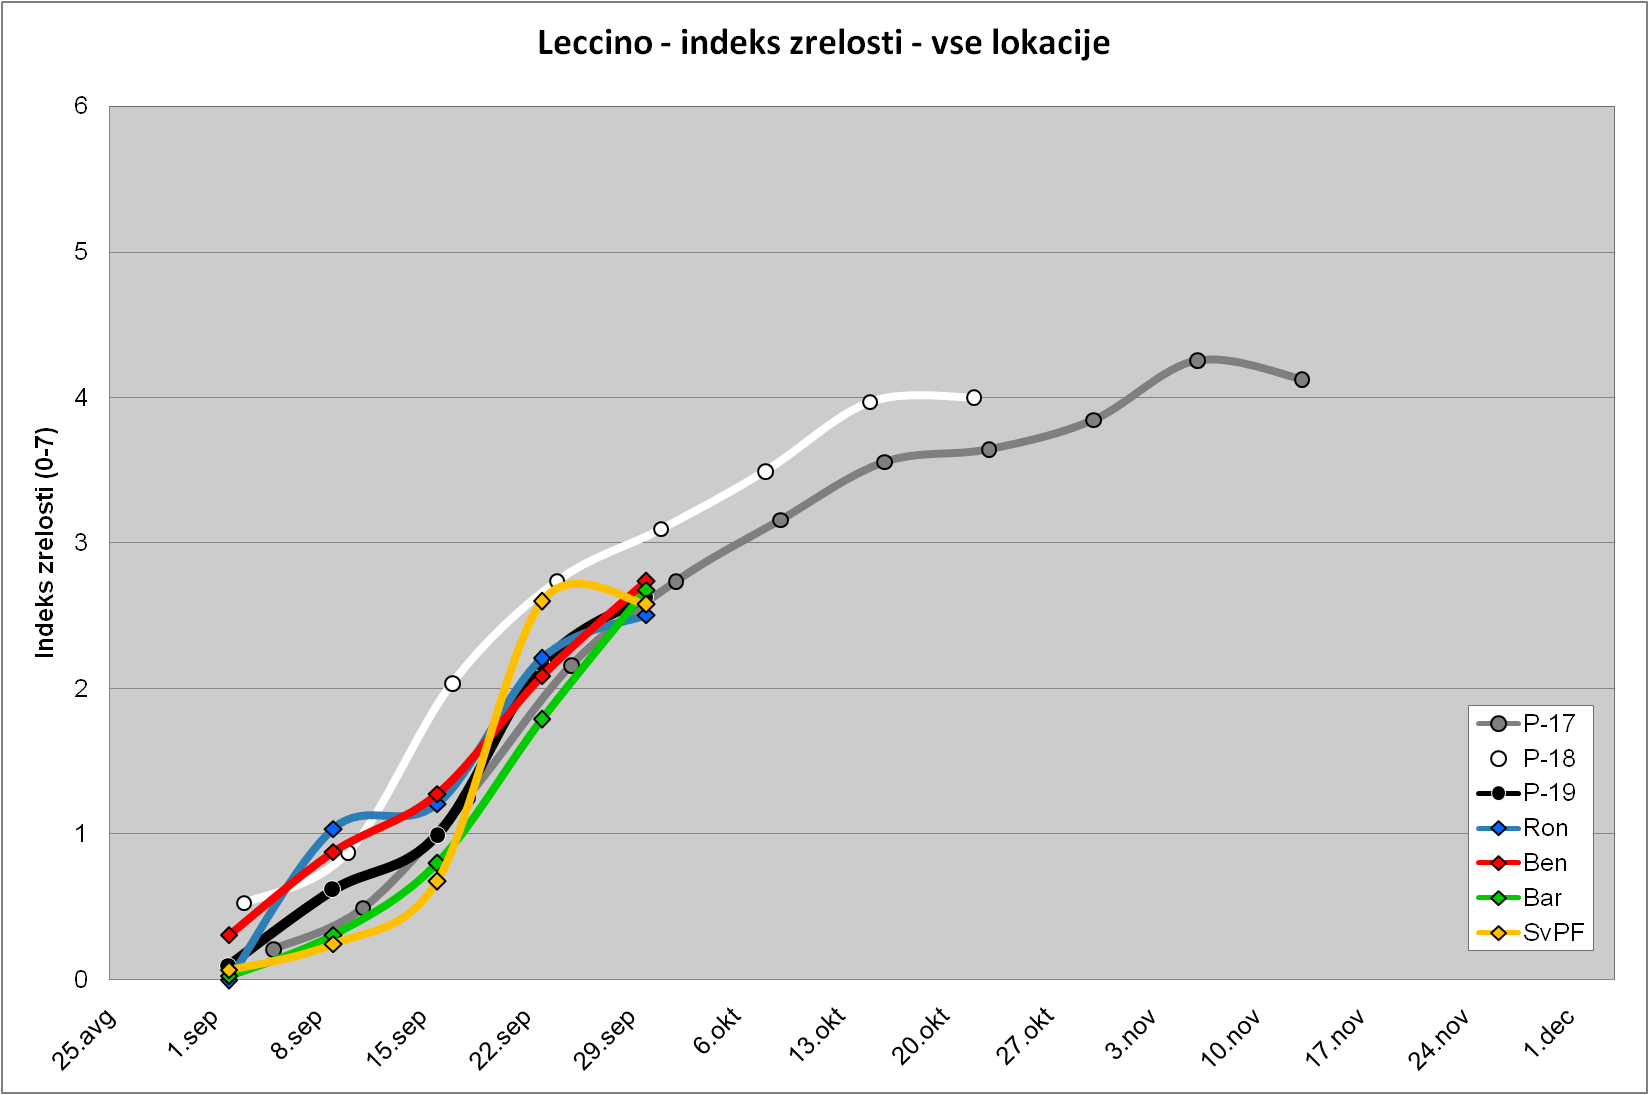 Leccino - indeks zrelosti - vse lokacije
Indeks zrelosti (0-7)
6
5
4
3
2
1
0
25.avg
1.sep
8.sep
15.sep
22.sep
29.sep
6.okt
13.okt
20.okt
27.okt
3.nov
10.nov
17.nov
24.nov
1.dec
P-17
P-18
P-19
Ron
Ben
Bar
SvPF